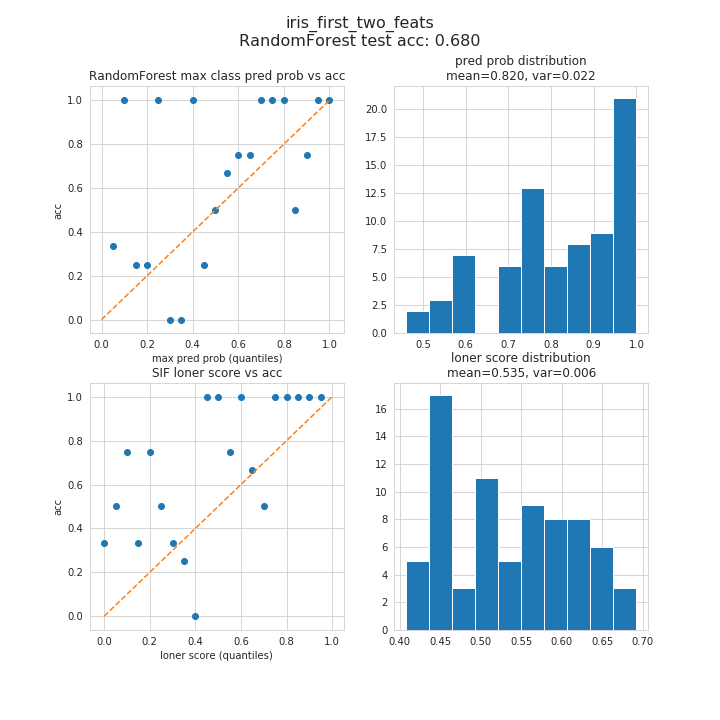 iris_first_two_feats
RandomForest test acc: 0.680
RandomForest max class pred prob vs acc
1.0
0.8
0.6
0.4
0.2
0.0
acc
0.0 0.2 0.4 0.6 0.8 1.0
max pred prob (quantiles)
pred prob distribution
mean=0.820, var=0.022
20.0
17.5
15.0
12.5
10.0
7.5
5.0
2.5
0.0
0.5 0.6 0.7 0.8 0.9 1.0
SIF loner score vs acc
1.0
0.8
0.6
0.4
0.2
0.0
acc
0.0 0.2 0.4 0.6 0.8 1.0
loner score (quantiles)
loner score distribution
mean=0.535, var=0.006
16
14
12
10
8
6
4
2
0
0.40 0.45 0.50 0.55 0.60 0.65 0.70